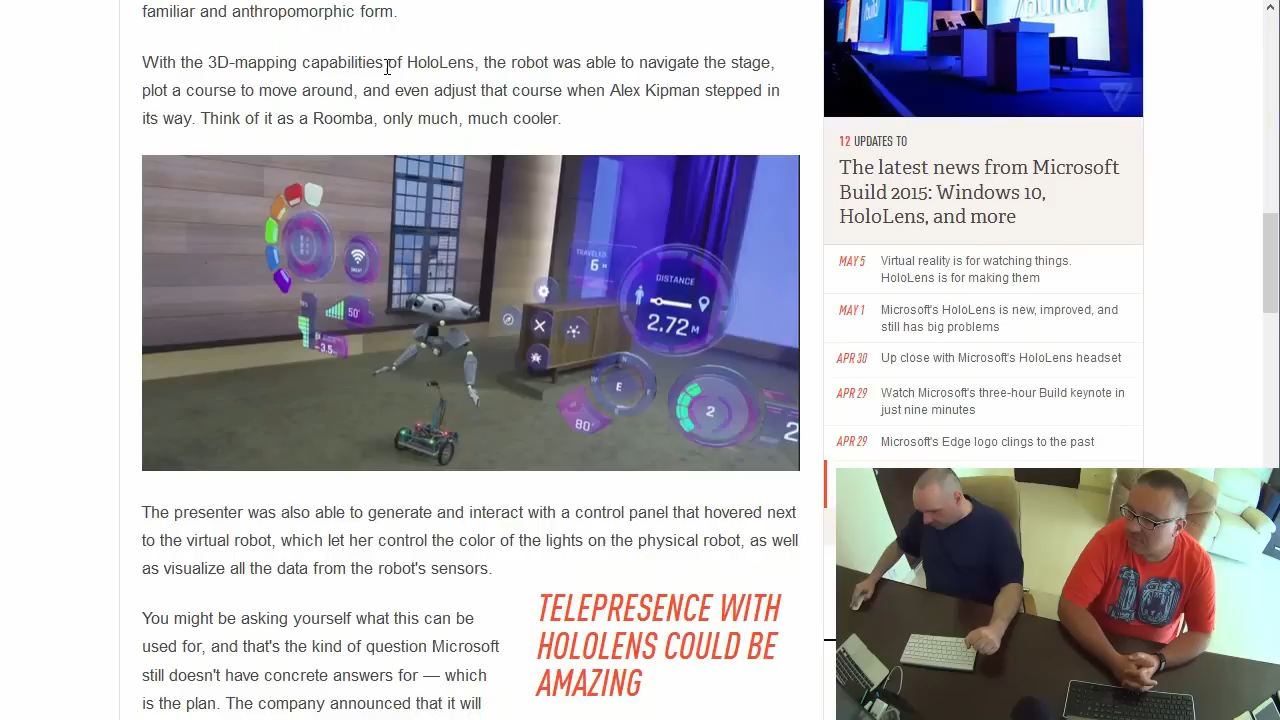 familiar and anthropomorphic form.
With the 3D-mapping capabilities of HoloLens, the robot was able to navigate the stage,
plot a course to move around, and even adjust that course when Alex Kipman stepped in
its way. Think of it as a Roomba, only much, much cooler.
TRAVELED
6
DISTANCE
2.72 M
50°
-3.5
E
80°
2
2
The presenter was also able to generate and interact with a control panel that hovered next
to the virtual robot, which let her control the color of the lights on the physical robot, as well
as visualize all the data from the robot's sensors.
You might be asking yourself what this can be
used for, and that's the kind of question Microsoft
still doesn't have concrete answers for — which
is the plan. The company announced that it will
TELEPRESENCE WITH
HOLOLENS COULD BE
AMAZING
12 UPDATES TO
The latest news from Microsoft
Build 2015: Windows 10,
HoloLens, and more
MAY 5 Virtual reality is for watching things.
HoloLens is for making them
MAY 1 Microsoft's HoloLens is new, improved, and
still has big problems
APR 30 Up close with Microsoft's HoloLens headset
APR 29 Watch Microsoft's three-hour Build keynote in
just nine minutes
APR 29 Microsoft's Edge logo clings to the past